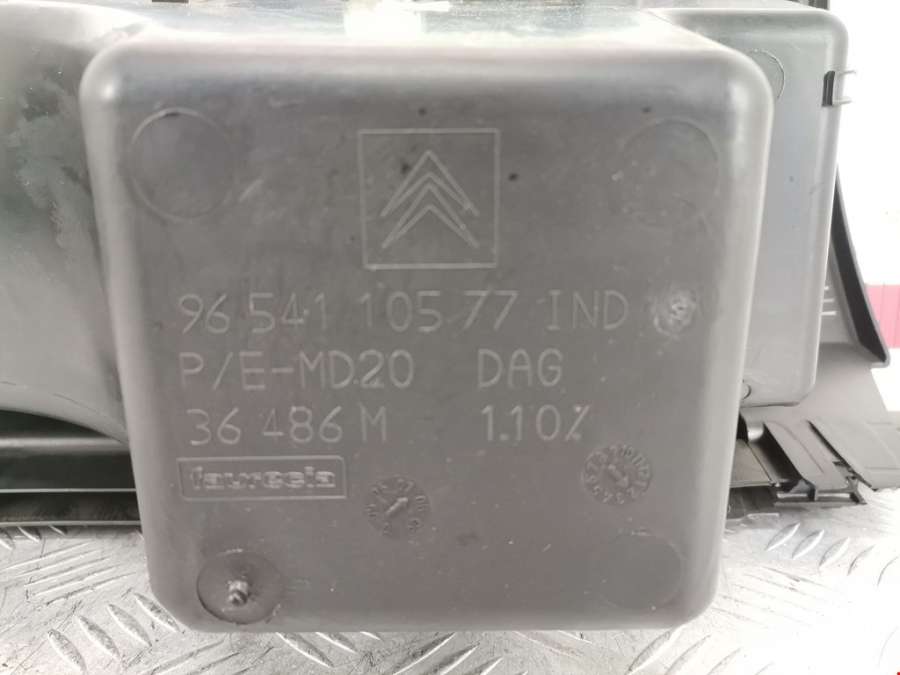 96 541 105 77 IND
P/E-MD20 DAG
36 486 M 1.10%
faurecia